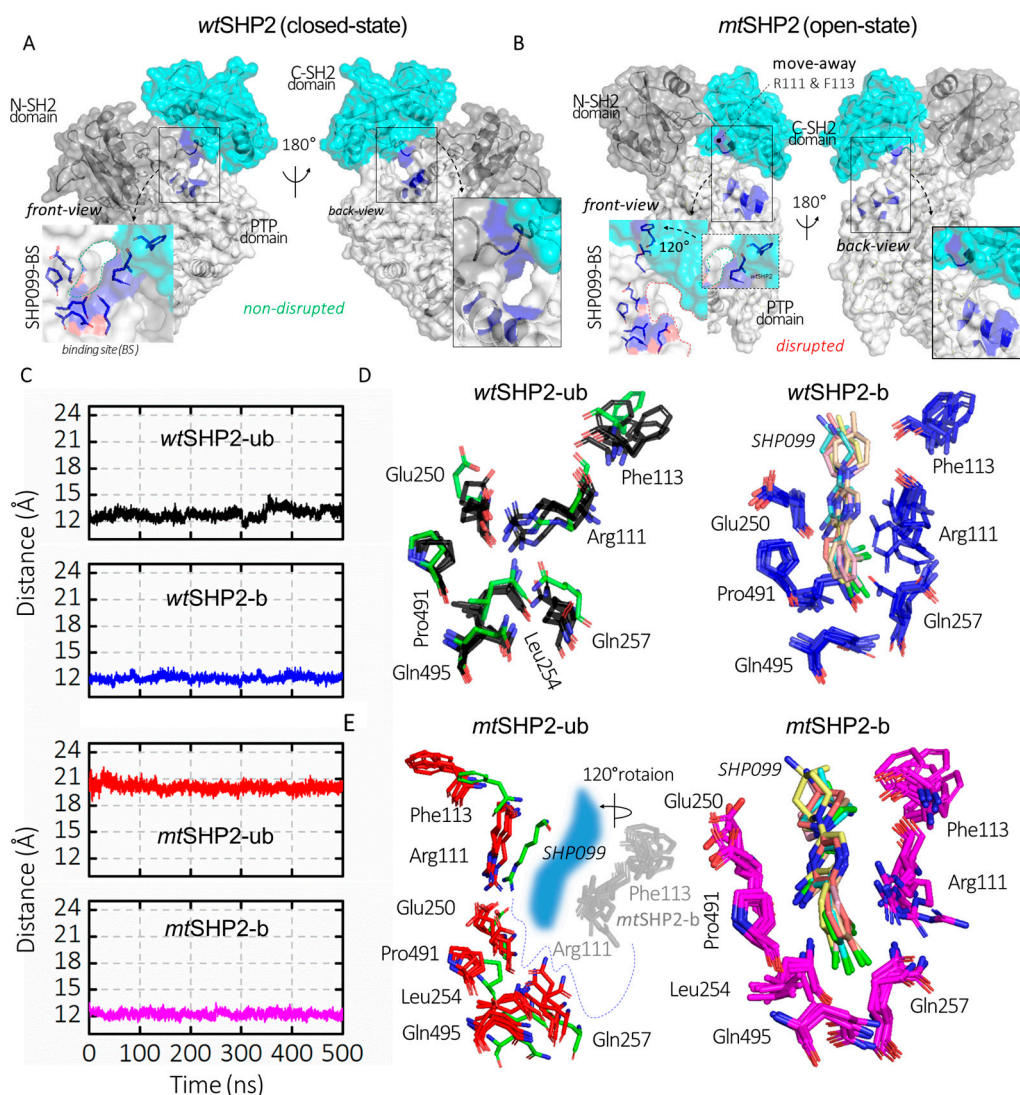 wtSHP2 (closed-state)
mtSHP2 (open-state)
A
N-SH2
domain
C-SH2
domain
180°
front-view
back-view
PTP
domain
SHP099-BS
non-disrupted
binding site (BS)
B
move-away
R111 & F113
N-SH2
domain
C-SH2
domain
front-view
180°
120°
wtSHP2
back-view
SHP099-BS
PTP
domain
disrupted
C
Distance (Å)
24
21
18
15
12
wtSHP2-ub
24
21
18
15
12
wtSHP2-b
Distance (Å)
24
21
18
15
12
mtSHP2-ub
24
21
18
15
12
mtSHP2-b
0 100 200 300 400 500
Time (ns)
D
wtSHP2-ub
Glu250
Phe113
Arg111
Pro491
Gln495
Leu254
Gln257
wtSHP2-b
SHP099
Phe113
Glu250
Arg111
Pro491
Gln257
Gln495
E
mtSHP2-ub
120°rotaion
Phe113
SHP099
Arg111
Phe113
mtSHP2-b
Glu250
Arg111
Pro491
Leu254
Gln495
Gln257
mtSHP2-b
SHP099
Glu250
Phe113
Arg111
Pro491
Leu254
Gln257
Gln495